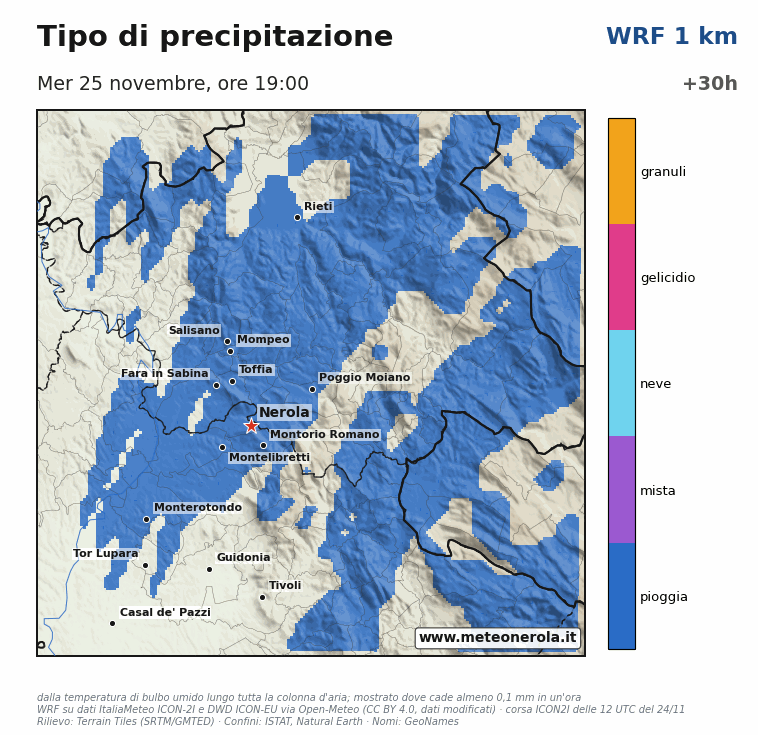 Tipo di precipitazione
WRF 1 km
Mer 25 novembre, ore 19:00
+30h
Rieti
Salisano
Mompeo
Fara in Sabina
Toffia
Poggio Moiano
Nerola
Montorio Romano
Montelibretti
Monterotondo
Tor Lupara
Guidonia
Tivoli
Casal de' Pazzi
www.meteonerola.it
granuli
gelicidio
neve
mista
pioggia
dalla temperatura di bulbo umido lungo tutta la colonna d'aria; mostrato dove cade almeno 0,1 mm in un'ora
WRF su dati ItaliaMeteo ICON-2I e DWD ICON-EU via Open-Meteo (CC BY 4.0, dati modificati) · corsa ICON2I delle 12 UTC del 24/11
Rilievo: Terrain Tiles (SRTM/GMTED) · Confini: ISTAT, Natural Earth · Nomi: GeoNames